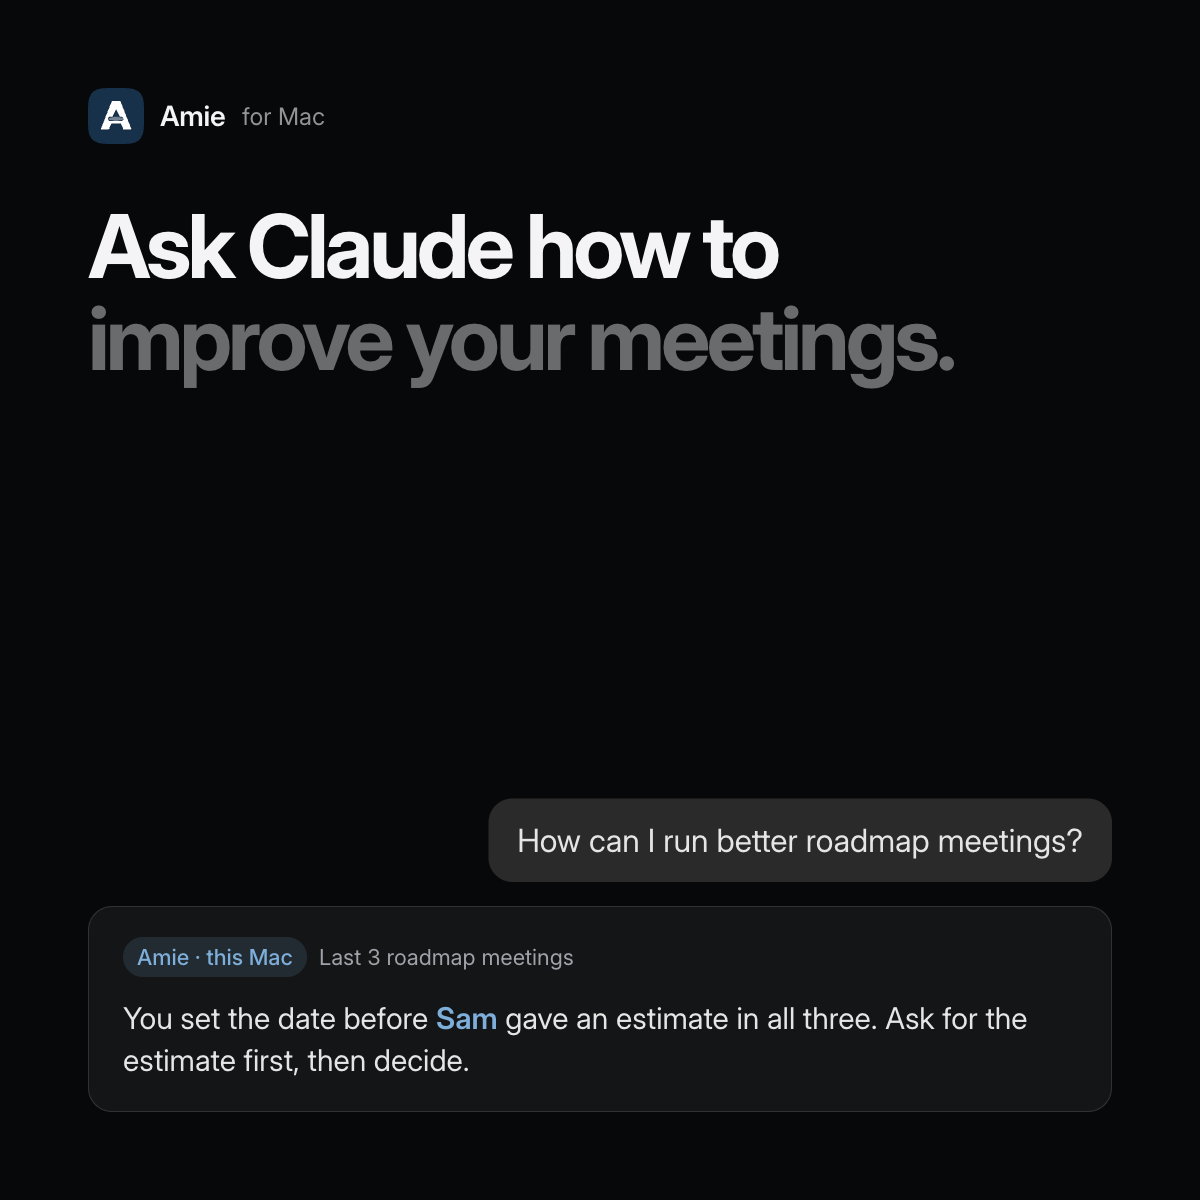 Amie for Mac
Ask Claude how to
improve your meetings.
How can I run better roadmap meetings?
Amie · this Mac Last 3 roadmap meetings
You set the date before Sam gave an estimate in all three. Ask for the
estimate first, then decide.